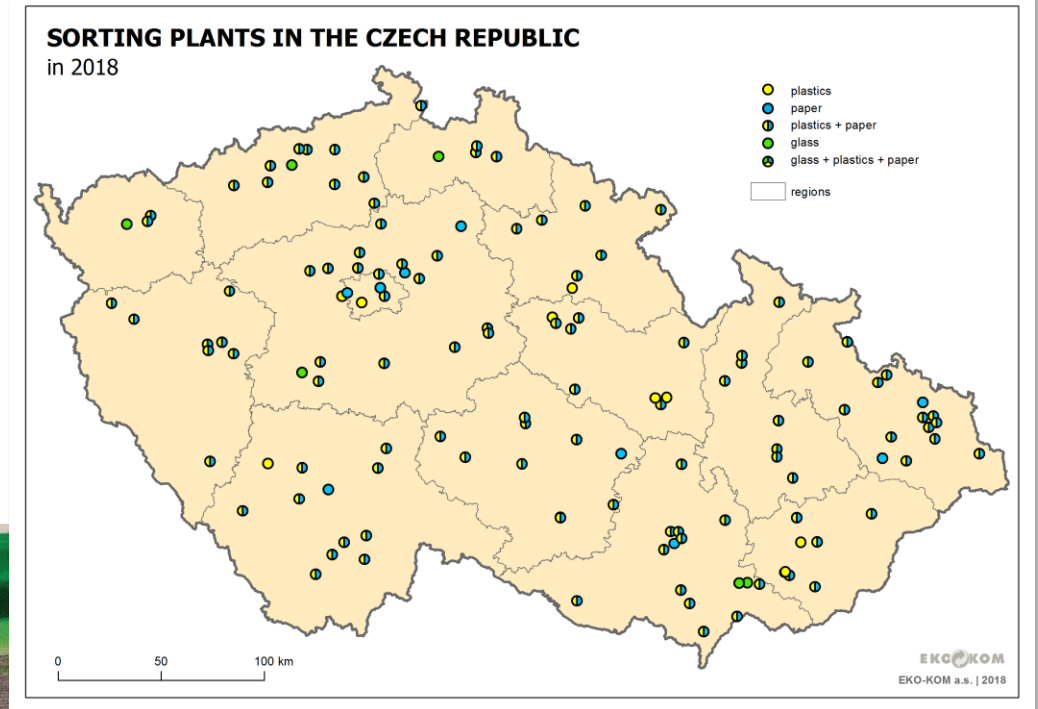 SORTING PLANTS IN THE CZECH REPUBLIC
in 2018
plastics
paper
plastics + paper
glass
glass + plastics + paper
regions
0 50 100 km
EKO KOM
EKO-KOM a.s. | 2018